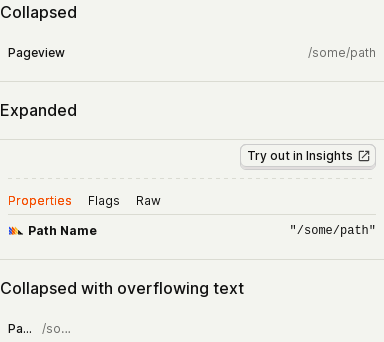 Collapsed
Pageview /some/path
Expanded
Try out in Insights
Properties Flags Raw
Path Name "/some/path"
Collapsed with overflowing text
Pa... /so...